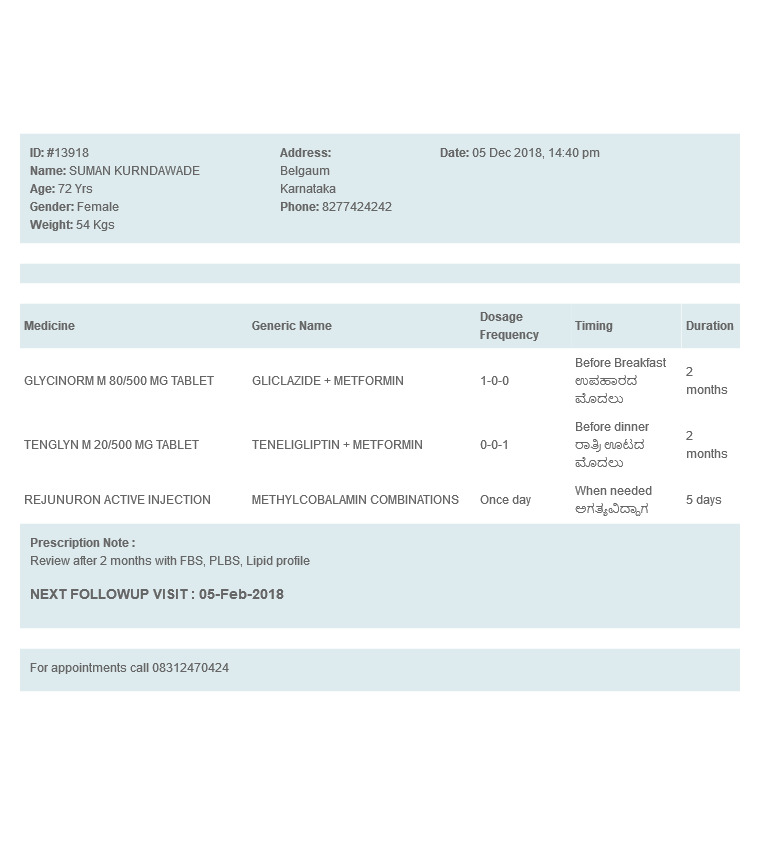 ID: #13918
Name: SUMAN KURNDAWADE
Age: 72 Yrs
Gender: Female
Weight: 54 Kgs
Address:
Belgaum
Karnataka
Phone: 8277424242
Date: 05 Dec 2018, 14:40 pm
Medicine Generic Name Dosage Frequency Timing Duration
GLYCINORM M 80/500 MG TABLET GLICLAZIDE + METFORMIN 1-0-0 Before Breakfast ಉಪಹಾರದ ಮೊದಲು 2 months
TENGLYN M 20/500 MG TABLET TENELIGLIPTIN + METFORMIN 0-0-1 Before dinner ರಾತ್ರಿ ಊಟದ ಮೊದಲು 2 months
REJUNURON ACTIVE INJECTION METHYLCOBALAMIN COMBINATIONS Once day When needed ಅಗತ್ಯವಿದ್ಯಾಗ 5 days
Prescription Note :
Review after 2 months with FBS, PLBS, Lipid profile
NEXT FOLLOWUP VISIT : 05-Feb-2018
For appointments call 08312470424